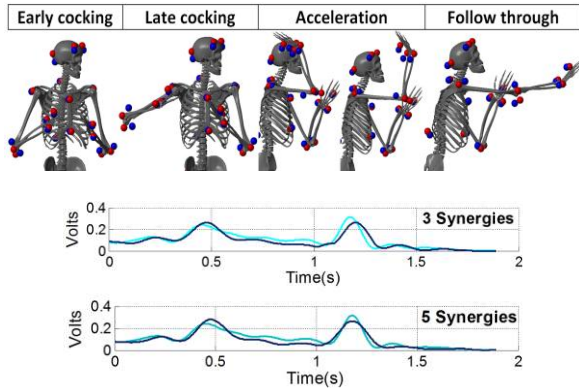 Early cocking Late cocking Acceleration Follow through
0.4
3 Synergies
Volts
0.2
0
0 0.5 1 1.5 2
Time(s)
0.4
5 Synergies
Volts
0.2
0
0 0.5 1 1.5 2
Time(s)